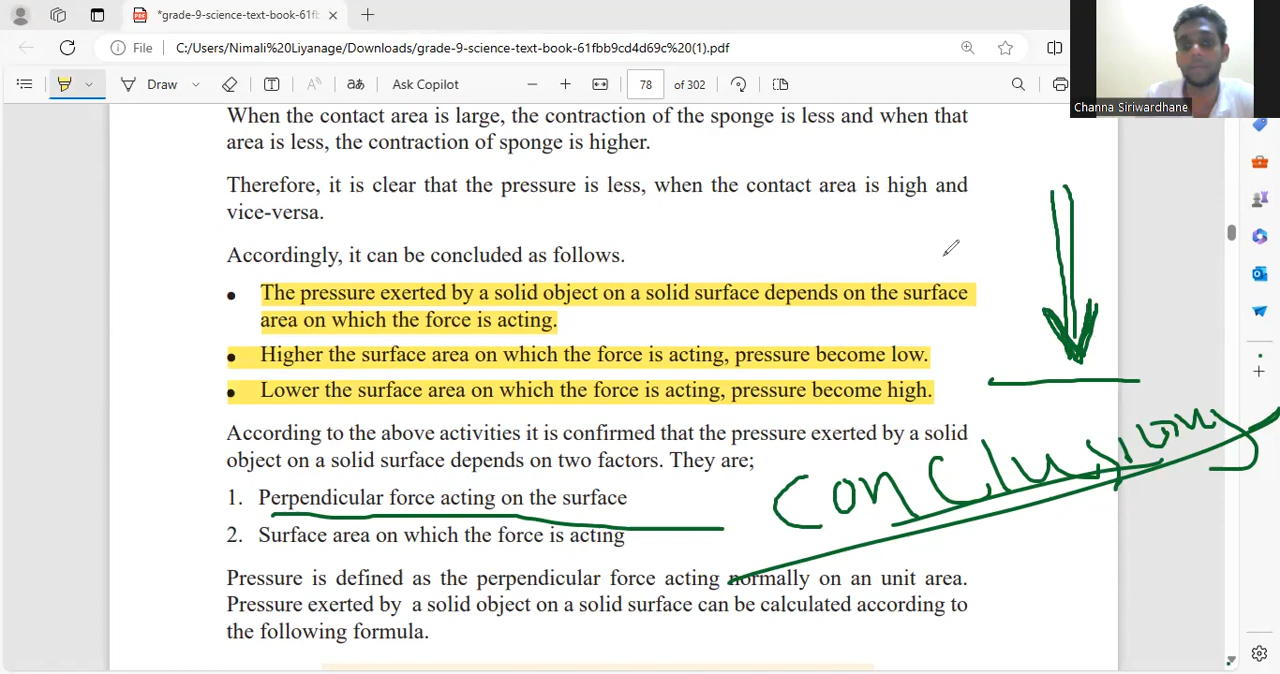 *grade-9-science-text-book-61fb
File
C:/Users/Nimali%20Liyanage/Downloads/grade-9-science-text-book-61fbb9cd4d69c%20(1).pdf
Draw
Ask Copilot
78
of 302
Channa Siriwardhane
When the contact area is large, the contraction of the sponge is less and when that
area is less, the contraction of sponge is higher.
Therefore, it is clear that the pressure is less, when the contact area is high and
vice-versa.
Accordingly, it can be concluded as follows.
• The pressure exerted by a solid object on a solid surface depends on the surface
area on which the force is acting.
• Higher the surface area on which the force is acting, pressure become low.
• Lower the surface area on which the force is acting, pressure become high.
According to the above activities it is confirmed that the pressure exerted by a solid
object on a solid surface depends on two factors. They are;
conclusions
1. Perpendicular force acting on the surface
2. Surface area on which the force is acting
Pressure is defined as the perpendicular force acting normally on an unit area.
Pressure exerted by a solid object on a solid surface can be calculated according to
the following formula.